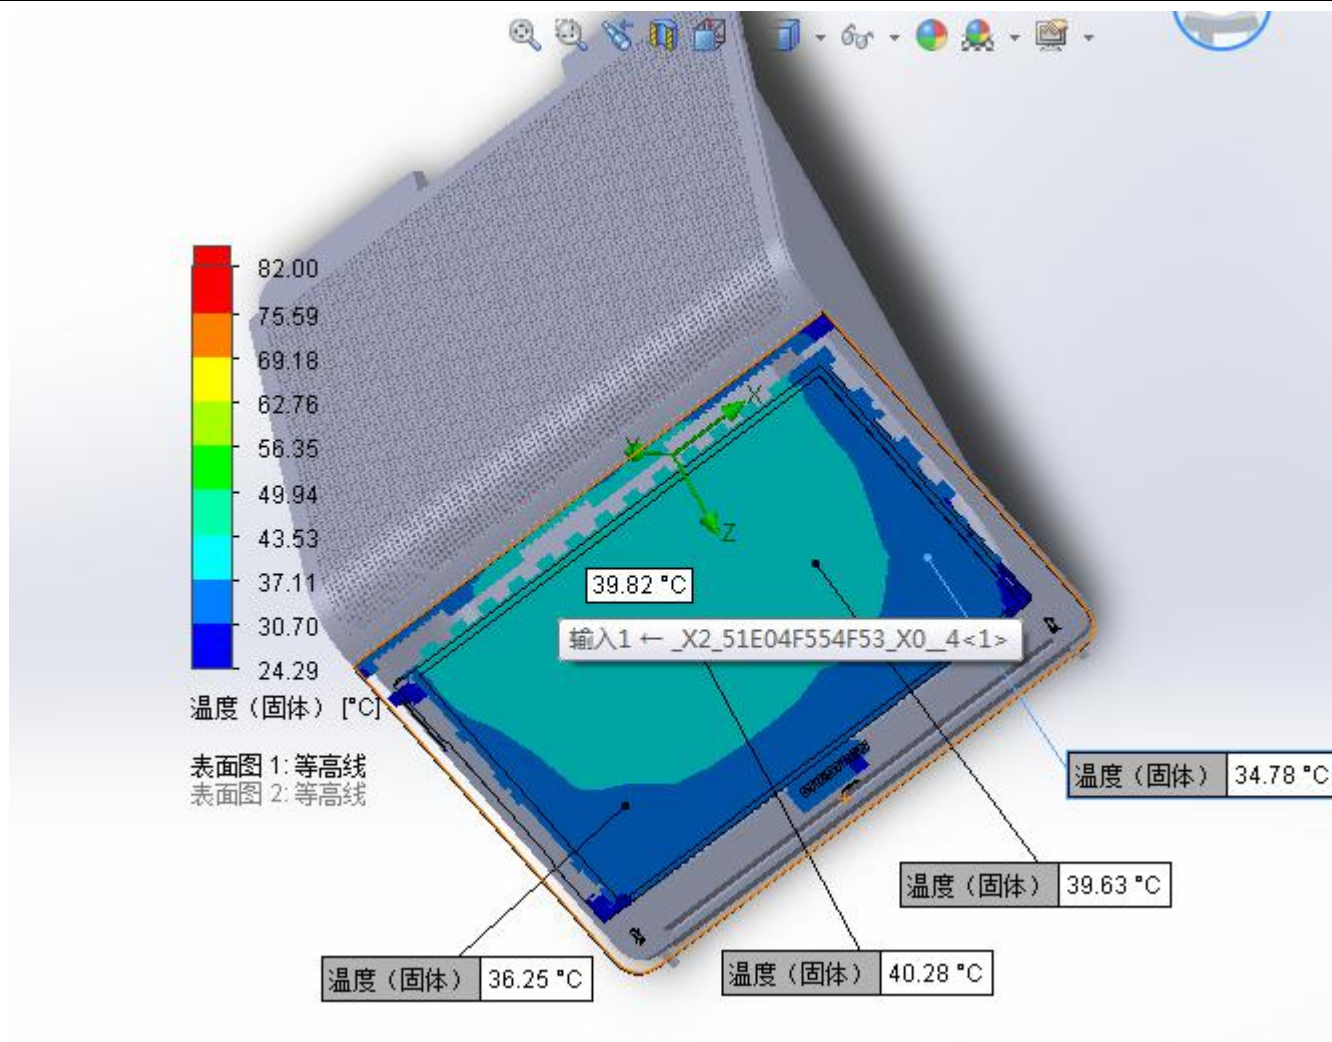 82.00
75.59
69.18
62.76
56.35
49.94
43.53
37.11
30.70
24.29
温度（固体）[°C]
表面图 1: 等高线
表面图 2: 等高线
X
Y
Z
39.82 °C
输入1 ← _X2_51E04F554F53_X0__4<1>
温度（固体） 34.78 °C
温度（固体） 39.63 °C
温度（固体） 36.25 °C
温度（固体） 40.28 °C